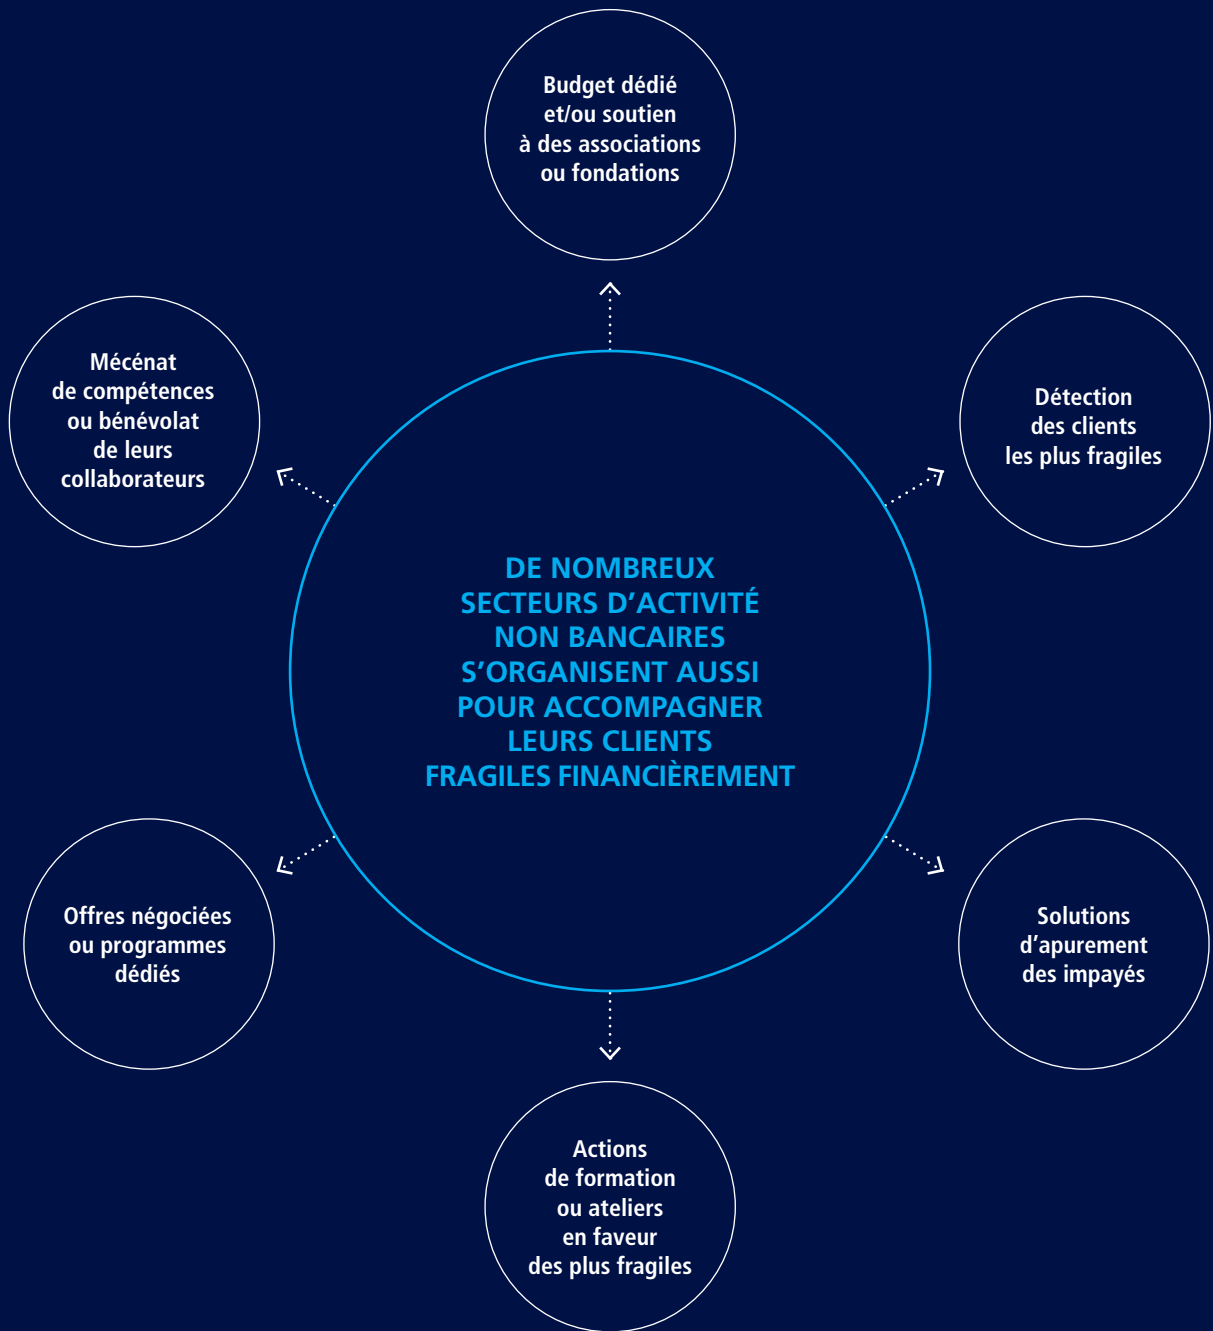 Budget dédié
et/ou soutien
à des associations
ou fondations
Mécénat
de compétences
ou bénévolat
de leurs
collaborateurs
Détection
des clients
les plus fragiles
DE NOMBREUX
SECTEURS D’ACTIVITÉ
NON BANCAIRES
S’ORGANISENT AUSSI
POUR ACCOMPAGNER
LEURS CLIENTS
FRAGILES FINANCIÈREMENT
Offres négociées
ou programmes
dédiés
Solutions
d’apurement
des impayés
Actions
de formation
ou ateliers
en faveur
des plus fragiles